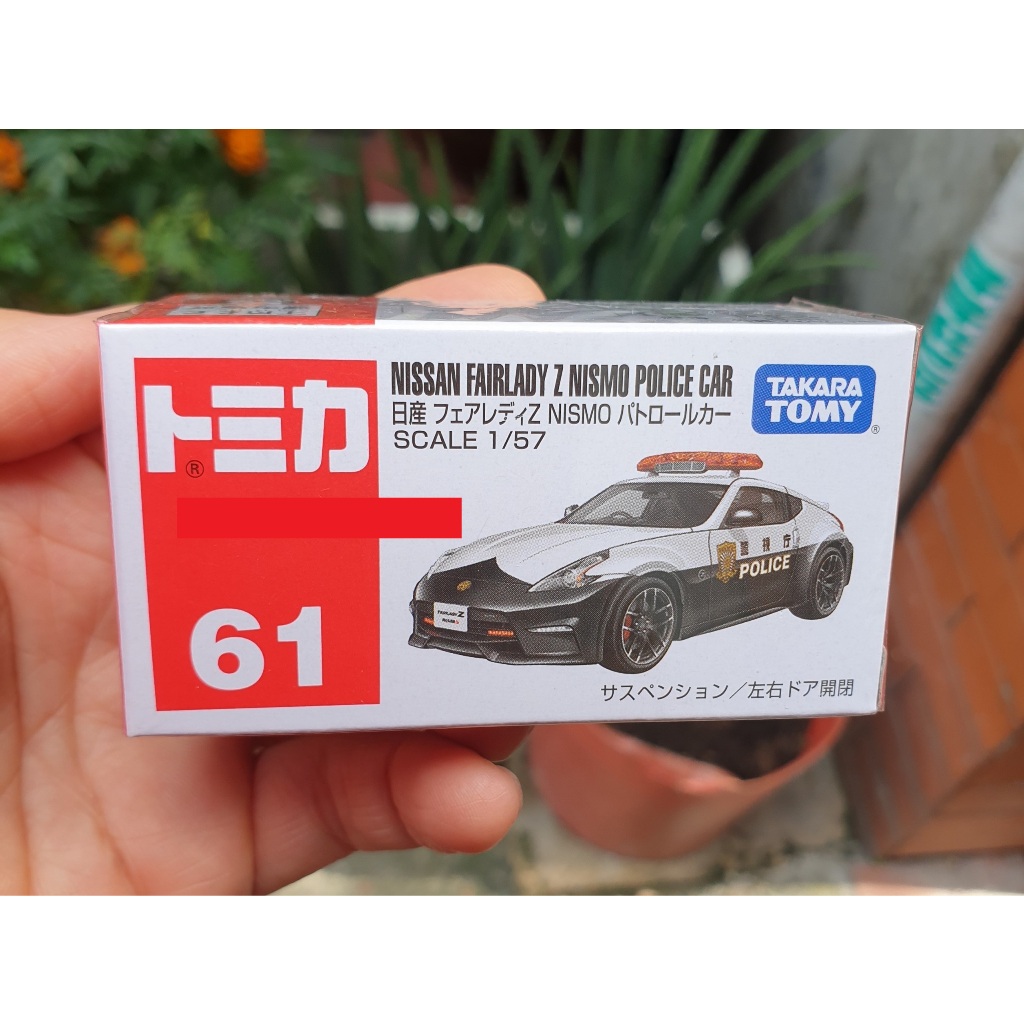 トミカ
®
61
NISSAN FAIRLADY Z NISMO POLICE CAR
日産 フェアレディZ NISMO パトロールカー
SCALE 1/57
TAKARA
TOMY
®
警視庁
POLICE
FAIRLADY Z
サスペンション／左右ドア開閉